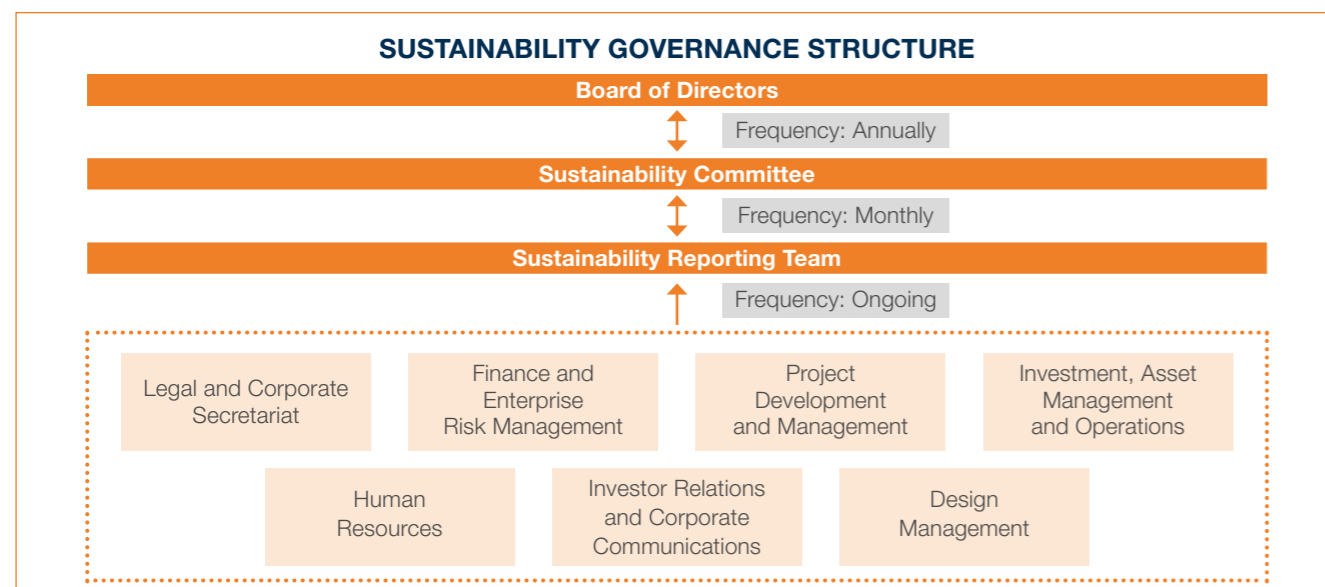 SUSTAINABILITY GOVERNANCE STRUCTURE
Board of Directors
Frequency: Annually
Sustainability Committee
Frequency: Monthly
Sustainability Reporting Team
Frequency: Ongoing
Legal and Corporate
Secretariat
Finance and
Enterprise
Risk Management
Project
Development
and Management
Investment, Asset
Management
and Operations
Human
Resources
Investor Relations
and Corporate
Communications
Design
Management